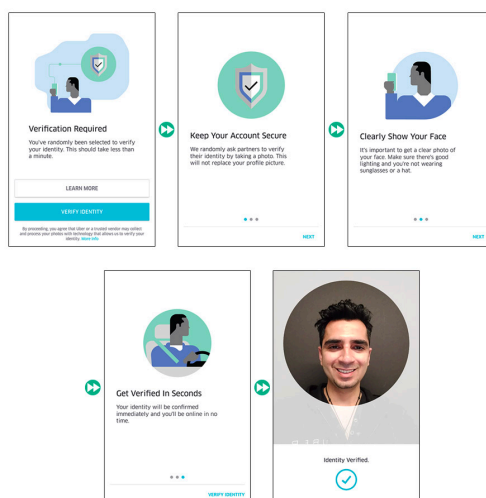 Verification Required
You've randomly been selected to verify
your identity. This should take less than
a minute.
LEARN MORE
VERIFY IDENTITY
By proceeding, you agree that Uber or a trusted vendor may collect
and process your photos with technology that allows us to verify your
identity. More info
Keep Your Account Secure
We randomly ask partners to verify
their identity by taking a photo. This
will not replace your profile picture.
NEXT
Clearly Show Your Face
It's important to get a clear photo of
your face. Make sure there's good
lighting and you're not wearing
sunglasses or a hat.
NEXT
Get Verified In Seconds
Your identity will be confirmed
immediately and you'll be online in no
time.
VERIFY IDENTITY
Identity Verified.